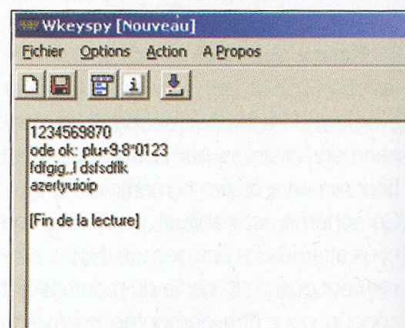 Wkeyspy [Nouveau]
Fichier Options Action A Propos
1234569870
ode ok: plu+9-8*0123
fdfgig,,f dsfsdflk
azertyuioip
[Fin de la lecture]